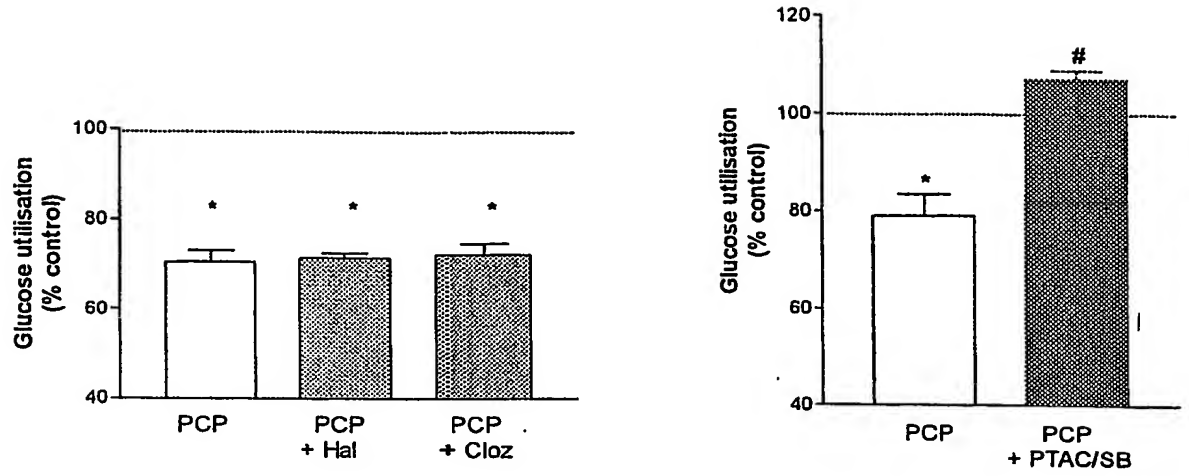 Glucose utilisation
(% control)
100
80
60
40
*
*
*
PCP
PCP
+ Hal
PCP
+ Cloz
Glucose utilisation
(% control)
120
100
80
60
40
*
#
PCP
PCP
+ PTAC/SB